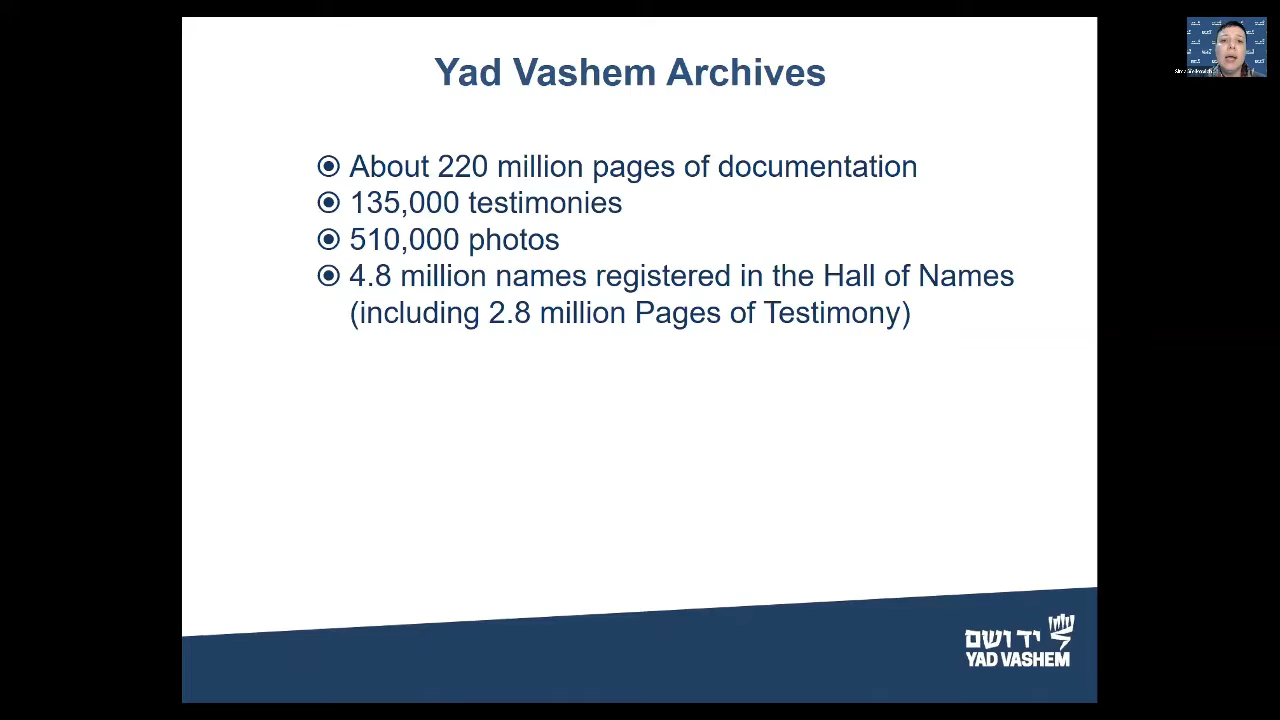 Yad Vashem Archives
About 220 million pages of documentation
135,000 testimonies
510,000 photos
4.8 million names registered in the Hall of Names
(including 2.8 million Pages of Testimony)
יד ושם
YAD VASHEM